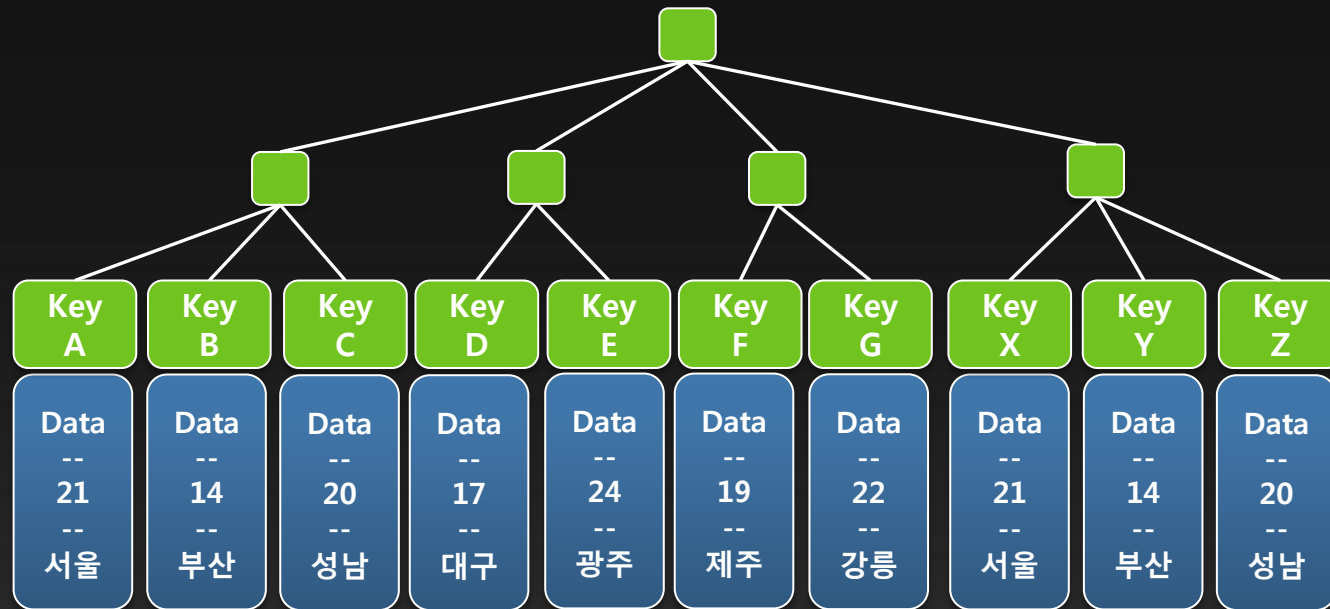 Key
A
Key
B
Key
C
Key
D
Key
E
Key
F
Key
G
Key
X
Key
Y
Key
Z
Data
--
21
--
서울
Data
--
14
--
부산
Data
--
20
--
성남
Data
--
17
--
대구
Data
--
24
--
광주
Data
--
19
--
제주
Data
--
22
--
강릉
Data
--
21
--
서울
Data
--
14
--
부산
Data
--
20
--
성남